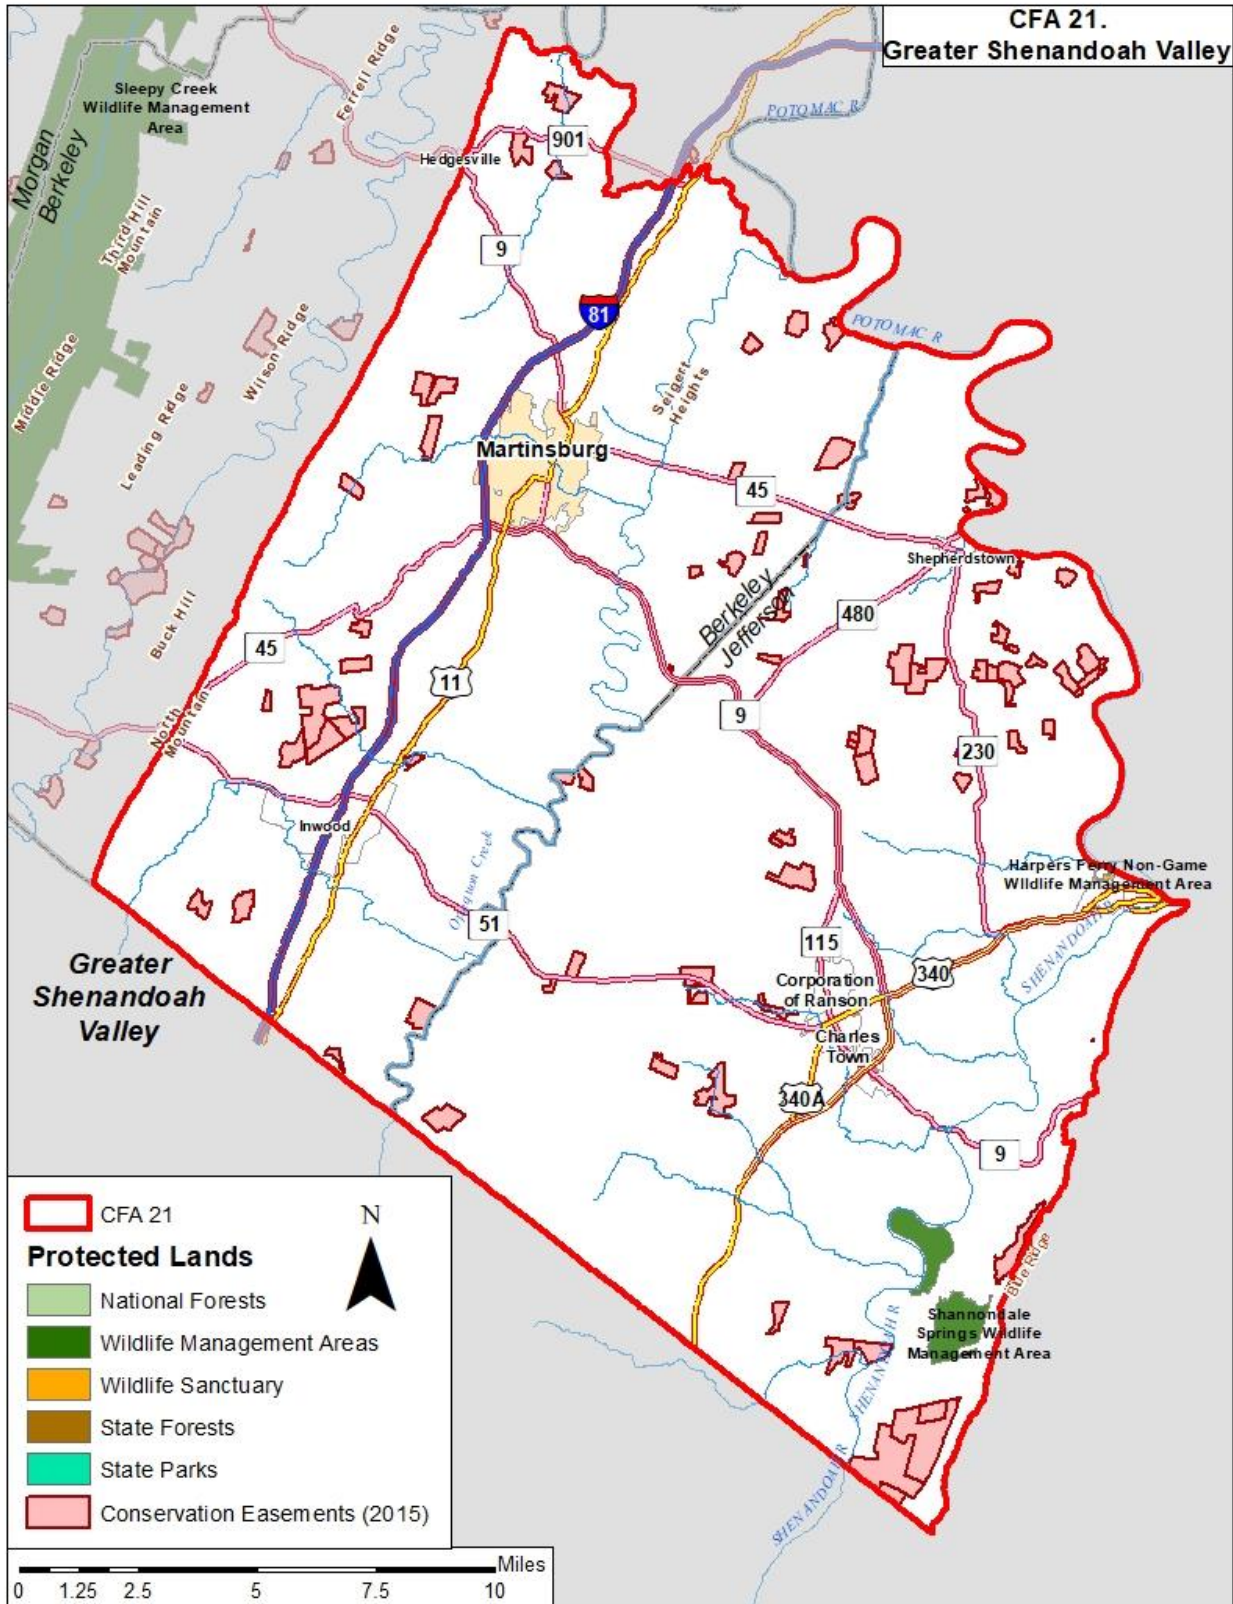 CFA 21.
Greater Shenandoah Valley
Sleepy Creek
Wildlife Management
Area
Morgan
Berkeley
Ferrell Ridge
POTOMAC R
901
Hedgesville
Third Hill
Mountain
9
81
POTOMAC R
Middle Ridge
Wilson Ridge
Leading Ridge
Seigert
Heights
Martinsburg
45
Shepherdstown
Berkeley
Jefferson
480
Buck Hill
45
11
North
Mountain
9
230
Inwood
Opequon Creek
Harpers Ferry Non-Game
Wildlife Management Area
51
115
SHENANDOAH R
340
Corporation
of Ranson
Greater
Shenandoah
Valley
Charles
Town
340A
9
Blue Ridge
Shannondale
Springs Wildlife
Management Area
SHENANDOAH R
SHENANDOAH R
CFA 21
N
Protected Lands
National Forests
Wildlife Management Areas
Wildlife Sanctuary
State Forests
State Parks
Conservation Easements (2015)
Miles
0 1.25 2.5 5 7.5 10